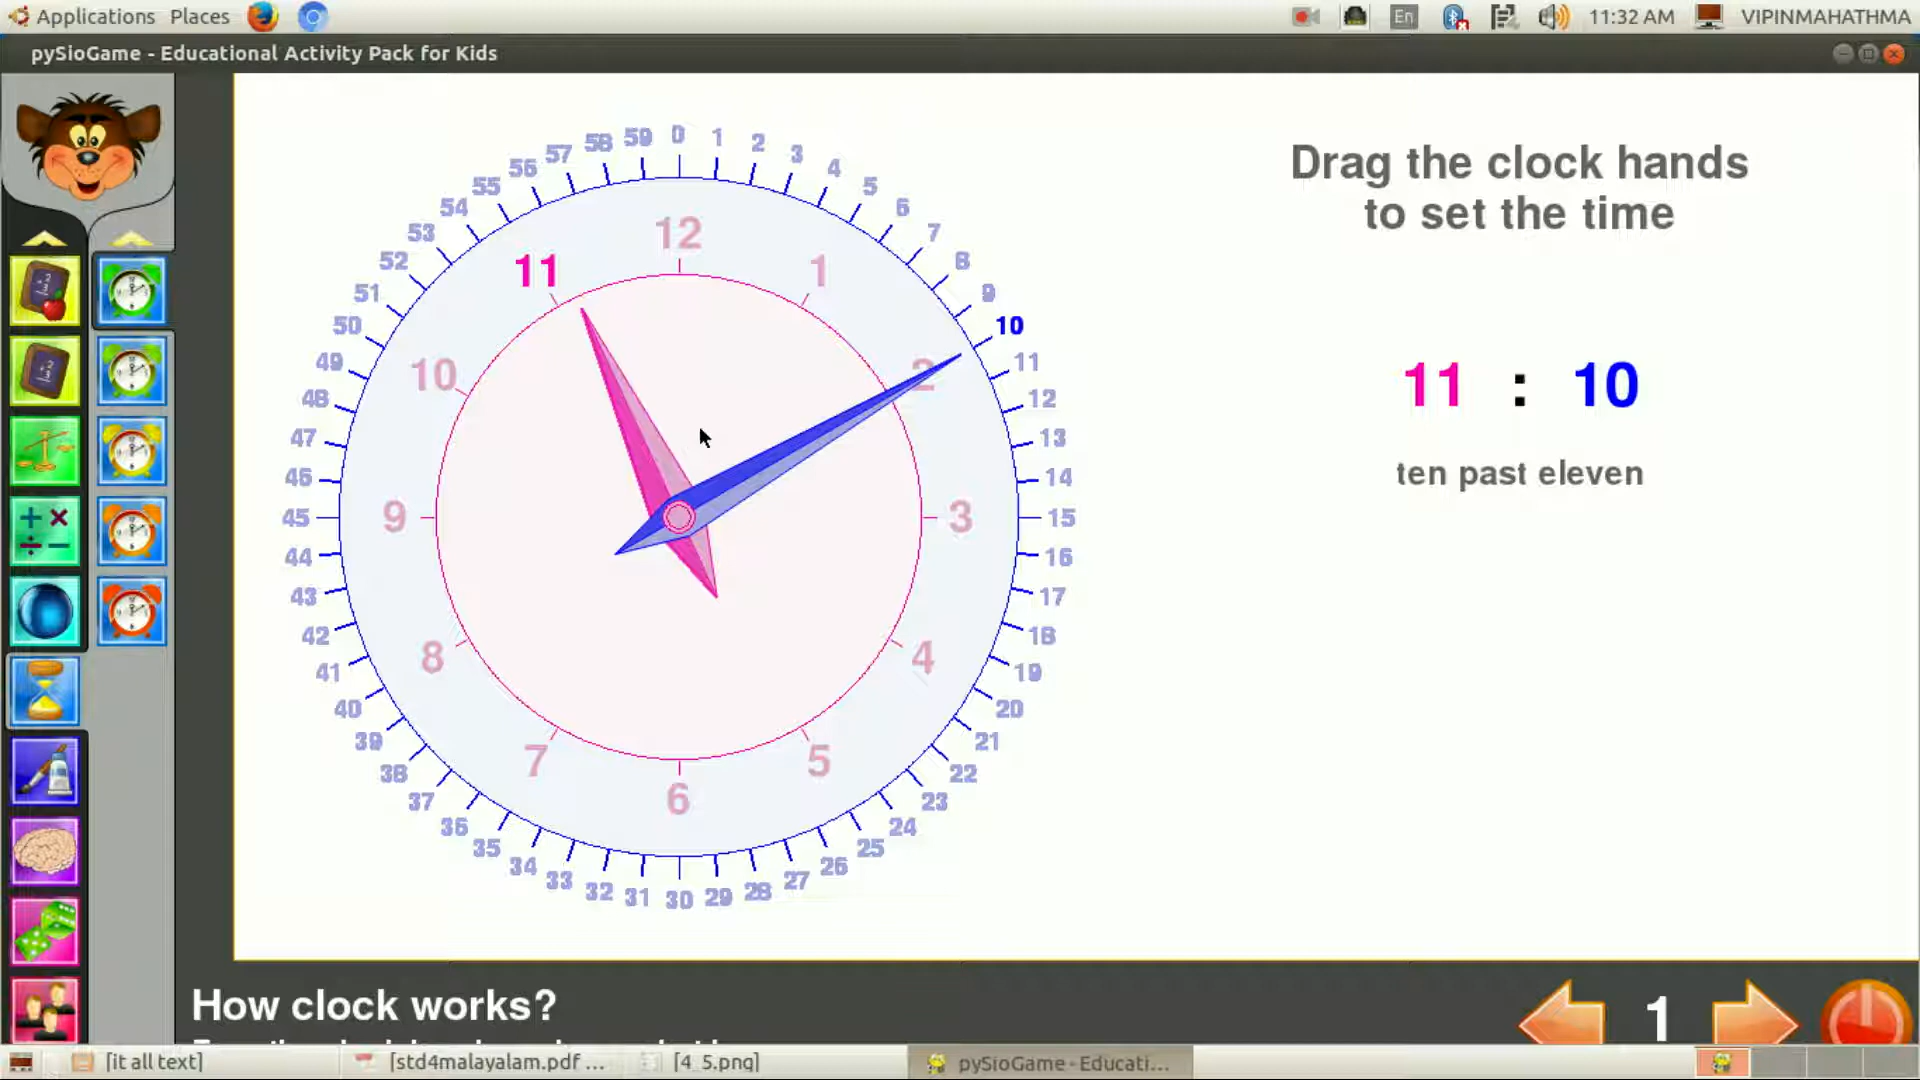 Applications Places En 11:32 AM VIPINMAHATHMA
pySioGame - Educational Activity Pack for Kids
Drag the clock hands
to set the time
11 : 10
ten past eleven
0 1 2 3 4 5 6 7 8 9 10 11 12 13 14 15 16 17 18 19 20 21 22 23 24 25 26 27 28 29 30 31 32 33 34 35 36 37 38 39 40 41 42 43 44 45 46 47 48 49 50 51 52 53 54 55 56 57 58 59
12 1 2 3 4 5 6 7 8 9 10 11
How clock works?
1
[it all text] [std4malayalam.pdf ... [4_5.png] pySioGame - Educati...